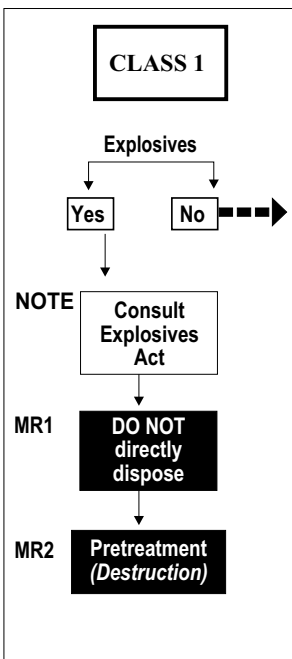 CLASS 1
Explosives
Yes
No
NOTE
Consult
Explosives
Act
MR1
DO NOT
directly
dispose
MR2
Pretreatment
(Destruction)